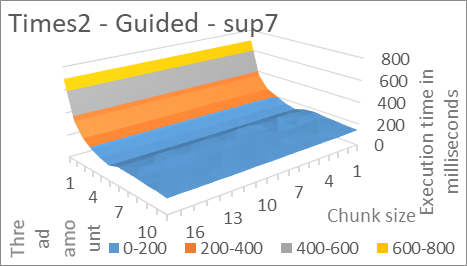 Times2 - Guided - sup7
800
600
400
200
0
Execution time in
milliseconds
1
4
7
10
Thre
ad
amo
unt
16
13
10
7
4
1
Chunk size
0-200 200-400 400-600 600-800